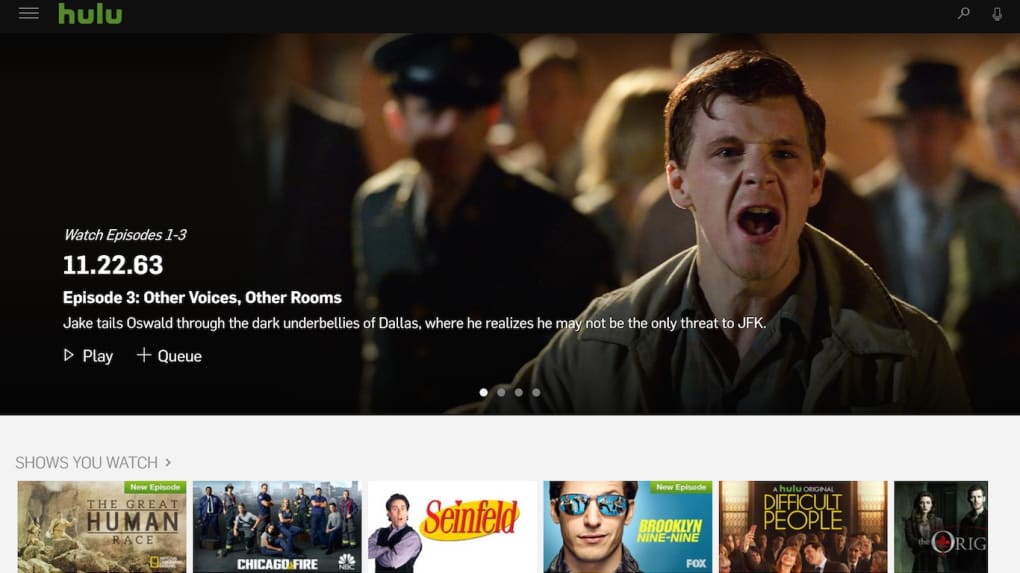 hulu
Watch Episodes 1-3
11.22.63
Episode 3: Other Voices, Other Rooms
Jake tails Oswald through the dark underbellies of Dallas, where he realizes he may not be the only threat to JFK.
Play
Queue
SHOWS YOU WATCH
New Episode
THE GREAT
HUMAN
RACE
CHICAGO FIRE
NBC
Seinfeld
New Episode
BROOKLYN
NINE-NINE
FOX
A hulu ORIGINAL
DIFFICULT
PEOPLE
the ORIG